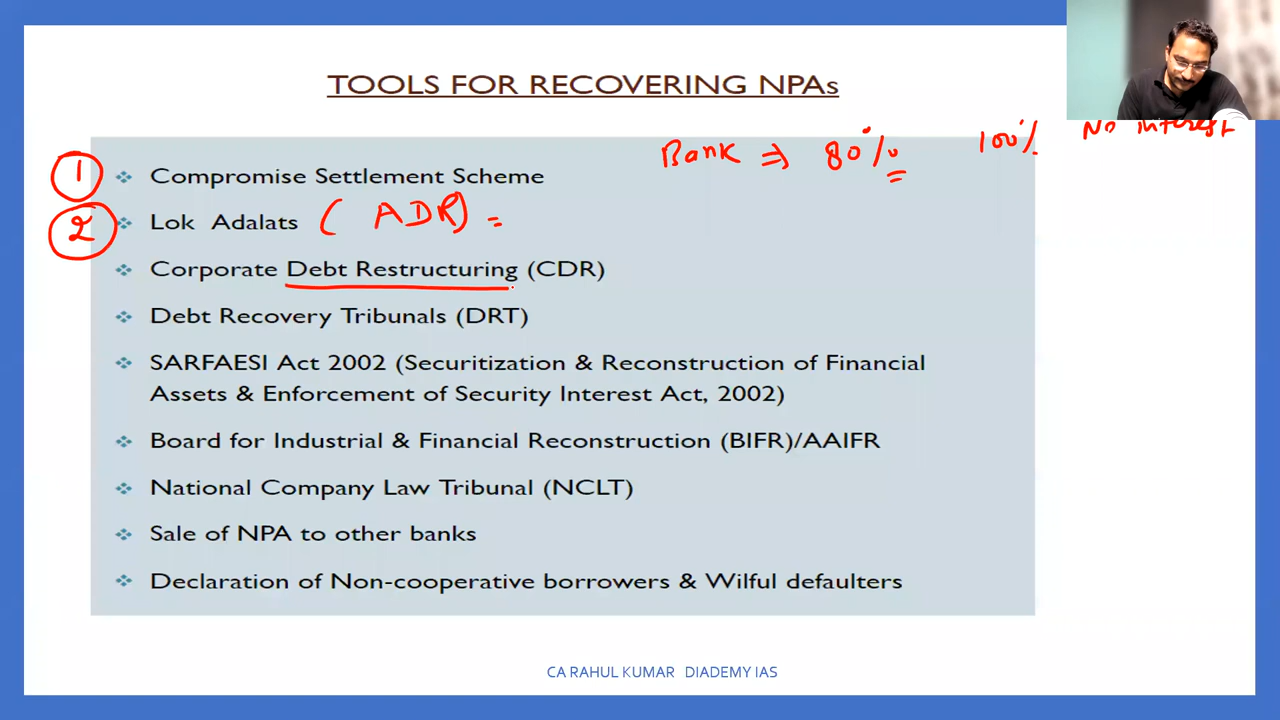 TOOLS FOR RECOVERING NPAs
Bank ⇒ 80% 100% No interest
1 Compromise Settlement Scheme
2 Lok Adalats ( ADR) =
Corporate Debt Restructuring (CDR)
Debt Recovery Tribunals (DRT)
SARFAESI Act 2002 (Securitization & Reconstruction of Financial
Assets & Enforcement of Security Interest Act, 2002)
Board for Industrial & Financial Reconstruction (BIFR)/AAIFR
National Company Law Tribunal (NCLT)
Sale of NPA to other banks
Declaration of Non-cooperative borrowers & Wilful defaulters
CA RAHUL KUMAR DIADEMY IAS